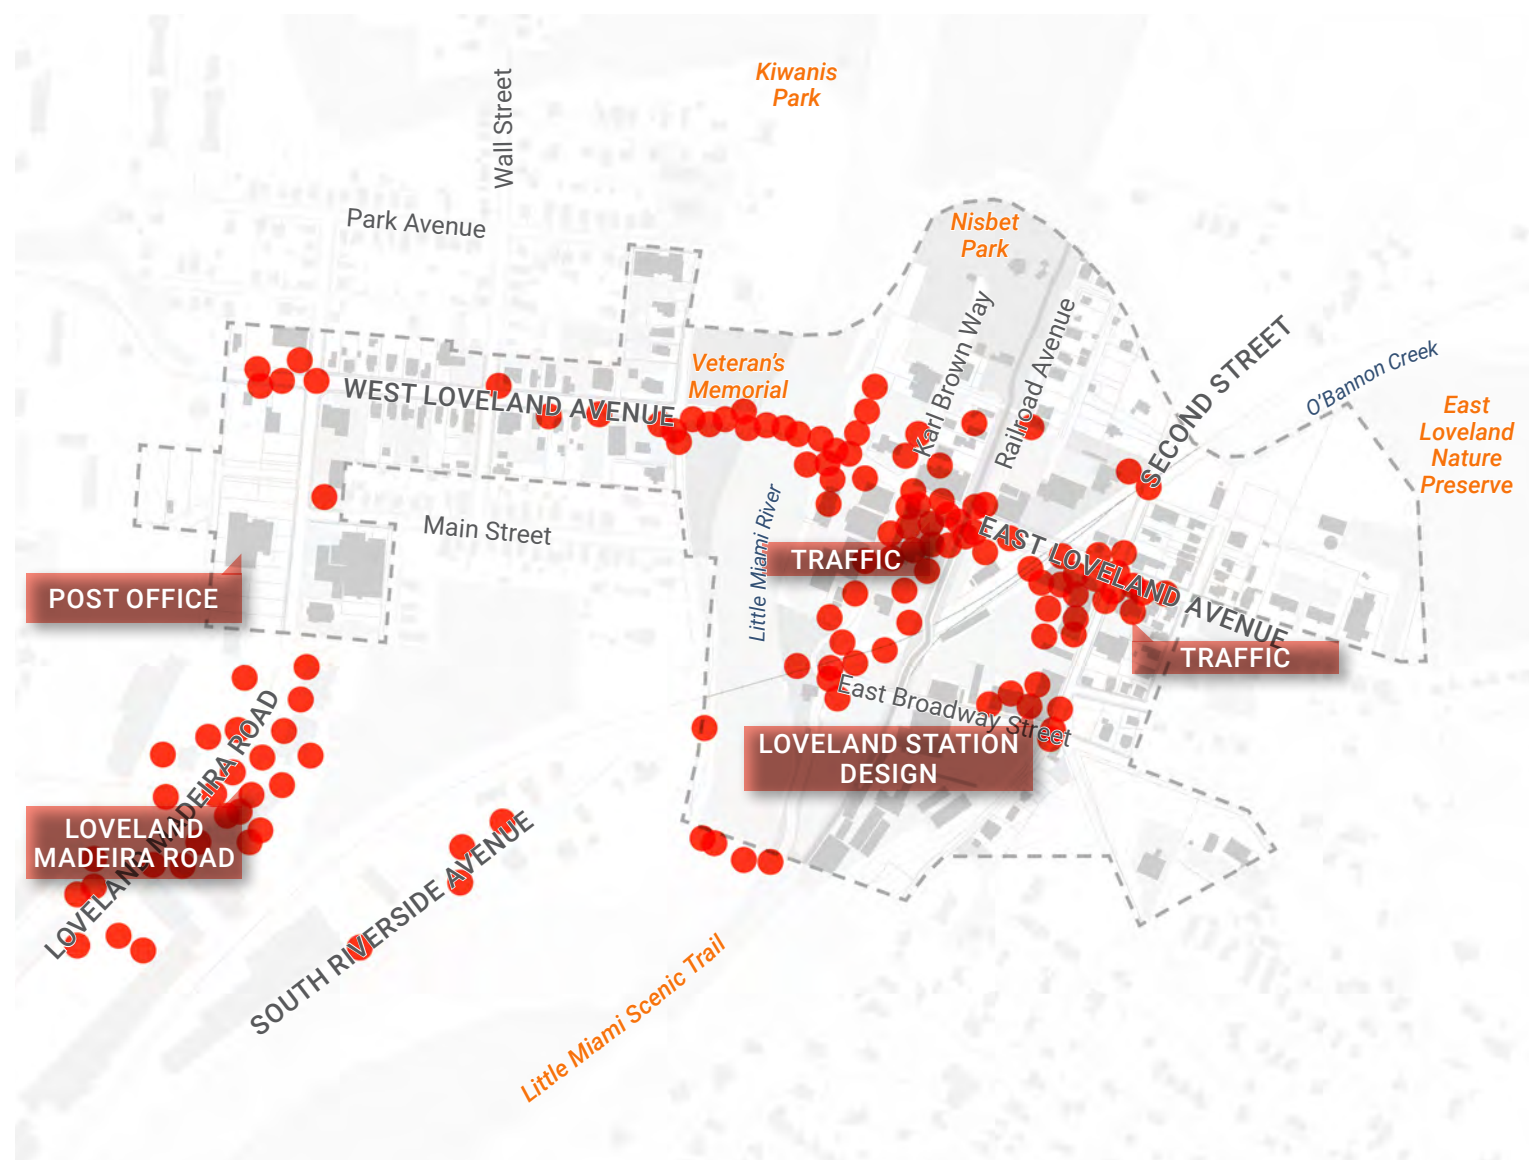 Kiwanis
Park
Wall Street
Park Avenue
Nisbet
Park
Karl Brown Way
Railroad Avenue
SECOND STREET
O'Bannon Creek
Veteran's
Memorial
WEST LOVELAND AVENUE
East
Loveland
Nature
Preserve
Main Street
Little Miami River
TRAFFIC
EAST LOVELAND AVENUE
POST OFFICE
TRAFFIC
East Broadway Street
LOVELAND STATION
DESIGN
LOVELAND MADEIRA ROAD
LOVELAND
MADEIRA ROAD
SOUTH RIVERSIDE AVENUE
Little Miami Scenic Trail